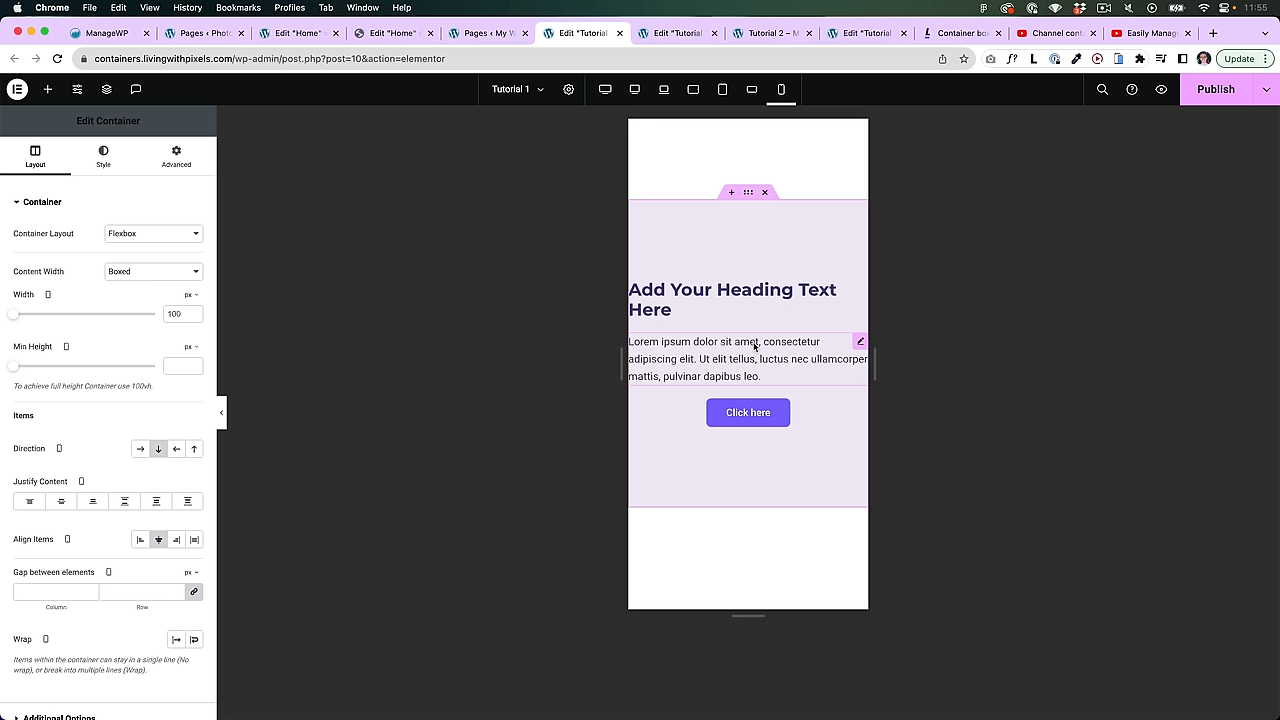 Chrome File Edit View History Bookmarks Profiles Tab Window Help 11:55
ManageWP Pages ‹ Photo Edit "Home" Edit "Home" Pages ‹ My W Edit "Tutorial Edit "Tutorial Tutorial 2 – M Edit "Tutorial Container box Channel cont Easily Manage
containers.livingwithpixels.com/wp-admin/post.php?post=10&action=elementor Update
Tutorial 1 Publish
Edit Container
Layout Style Advanced
Container
Container Layout Flexbox
Content Width Boxed
Width px
100
Min Height px
To achieve full height Container use 100vh.
Items
Direction
Justify Content
Align Items
Gap between elements px
Column Row
Wrap
Items within the container can stay in a single line (No
wrap), or break into multiple lines (Wrap).
Additional Options
Add Your Heading Text
Here
Lorem ipsum dolor sit amet, consectetur
adipiscing elit. Ut elit tellus, luctus nec ullamcorper
mattis, pulvinar dapibus leo.
Click here